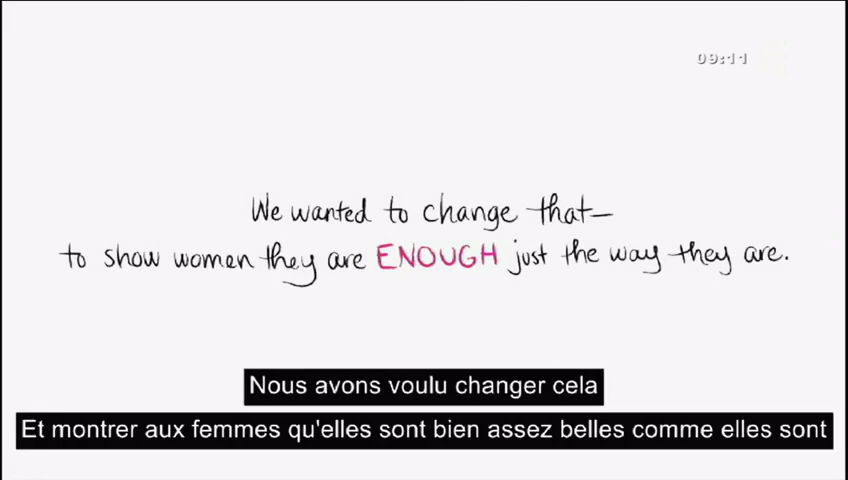 09:11
We wanted to change that—
to show women they are ENOUGH just the way they are.
Nous avons voulu changer cela
Et montrer aux femmes qu'elles sont bien assez belles comme elles sont